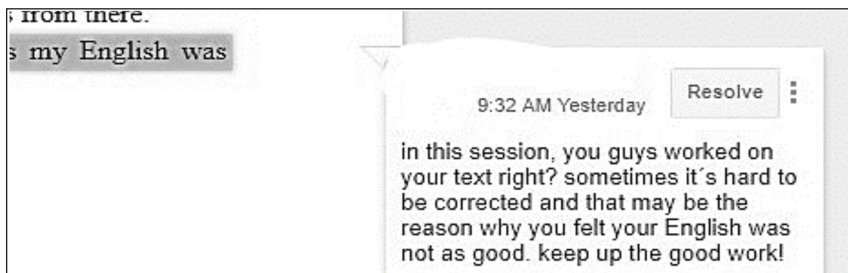 s from there.
s my English was
9:32 AM Yesterday
Resolve
in this session, you guys worked on
your text right? sometimes it´s hard to
be corrected and that may be the
reason why you felt your English was
not as good. keep up the good work!